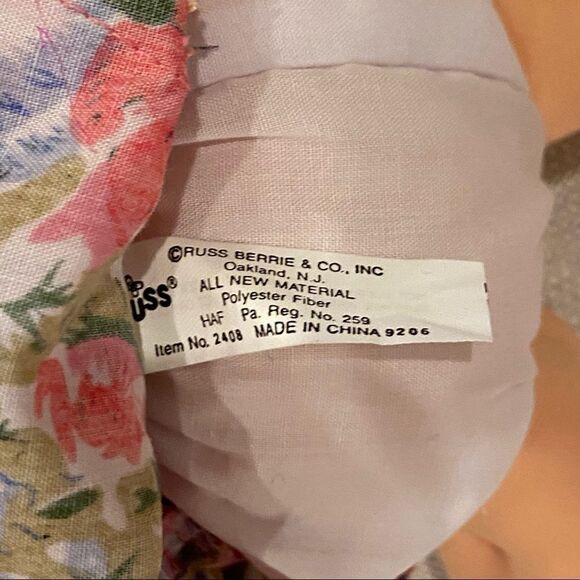 ©RUSS BERRIE & CO., INC
Oakland, N.J.
ALL NEW MATERIAL
Polyester Fiber
HAF Pa. Reg. No. 259
Item No. 2408 MADE IN CHINA 9206